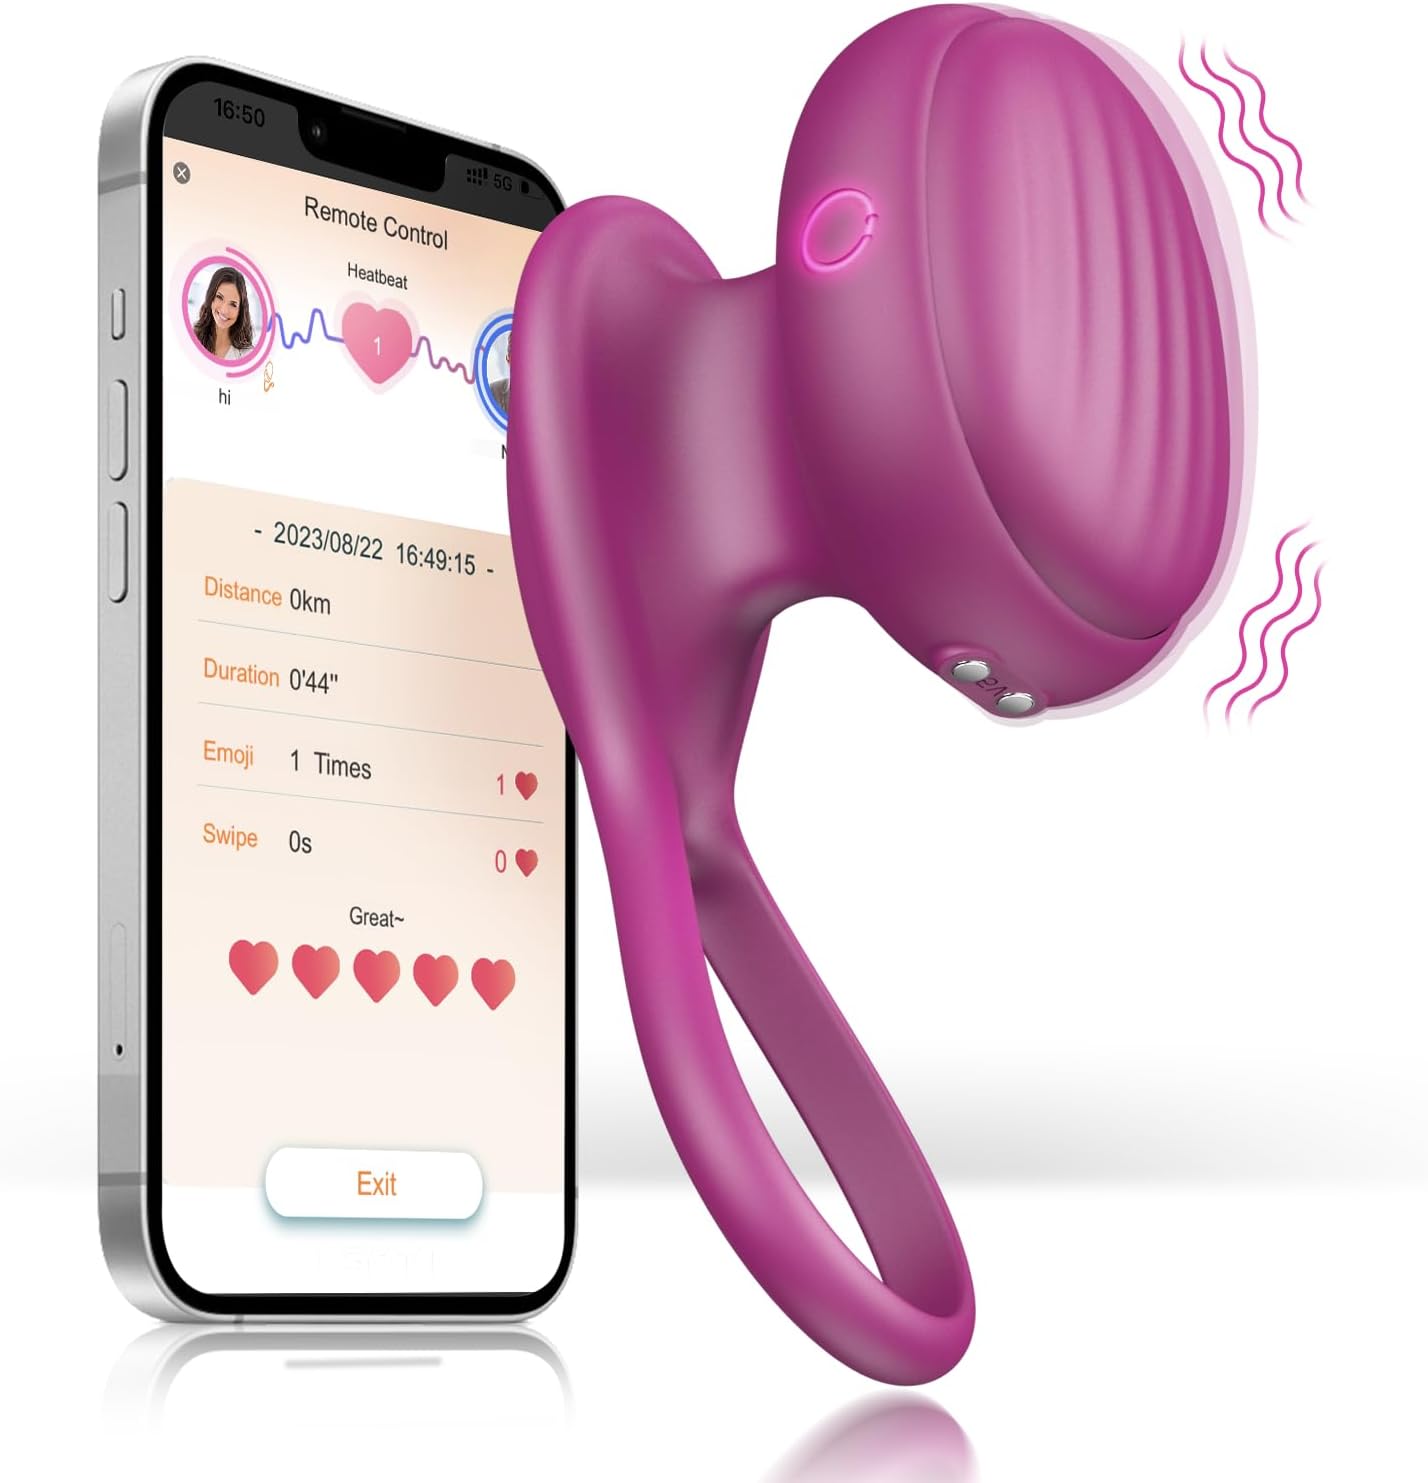 16:50
5G
Remote Control
Heatbeat
1
hi
- 2023/08/22 16:49:15 -
Distance 0km
Duration 0'44"
Emoji 1 Times 1
Swipe 0s 0
Great~
Exit